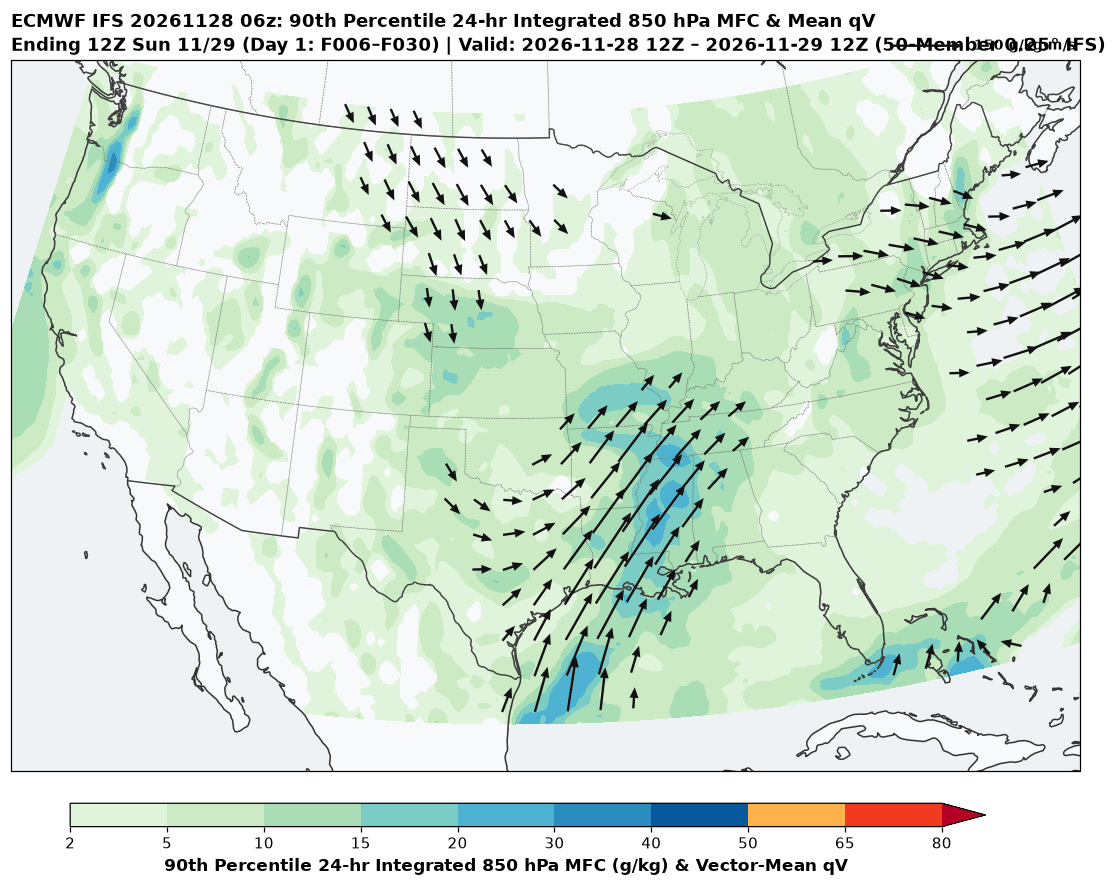 ECMWF IFS 20261128 06z: 90th Percentile 24-hr Integrated 850 hPa MFC & Mean qV
Ending 12Z Sun 11/29 (Day 1: F006–F030) | Valid: 2026-11-28 12Z – 2026-11-29 12Z (50-Member 0.25° IFS)
150 g/kg·m/s
2 5 10 15 20 30 40 50 65 80
90th Percentile 24-hr Integrated 850 hPa MFC (g/kg) & Vector-Mean qV